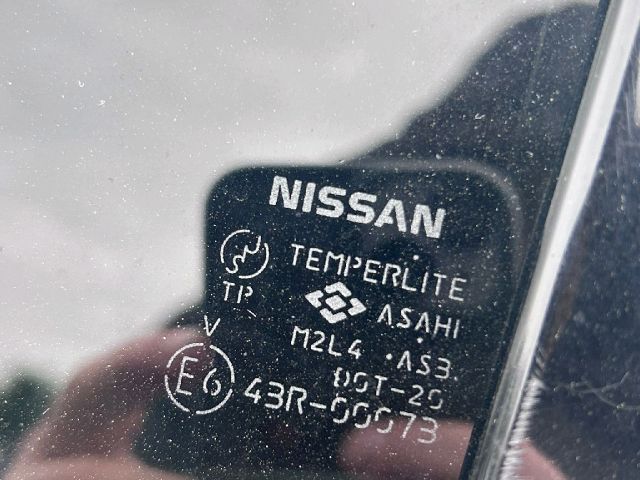 NISSAN
TEMPERLITE
TP
ASAHI
M2L4 • AS3.
V
DOT-20
E6 43R-00073